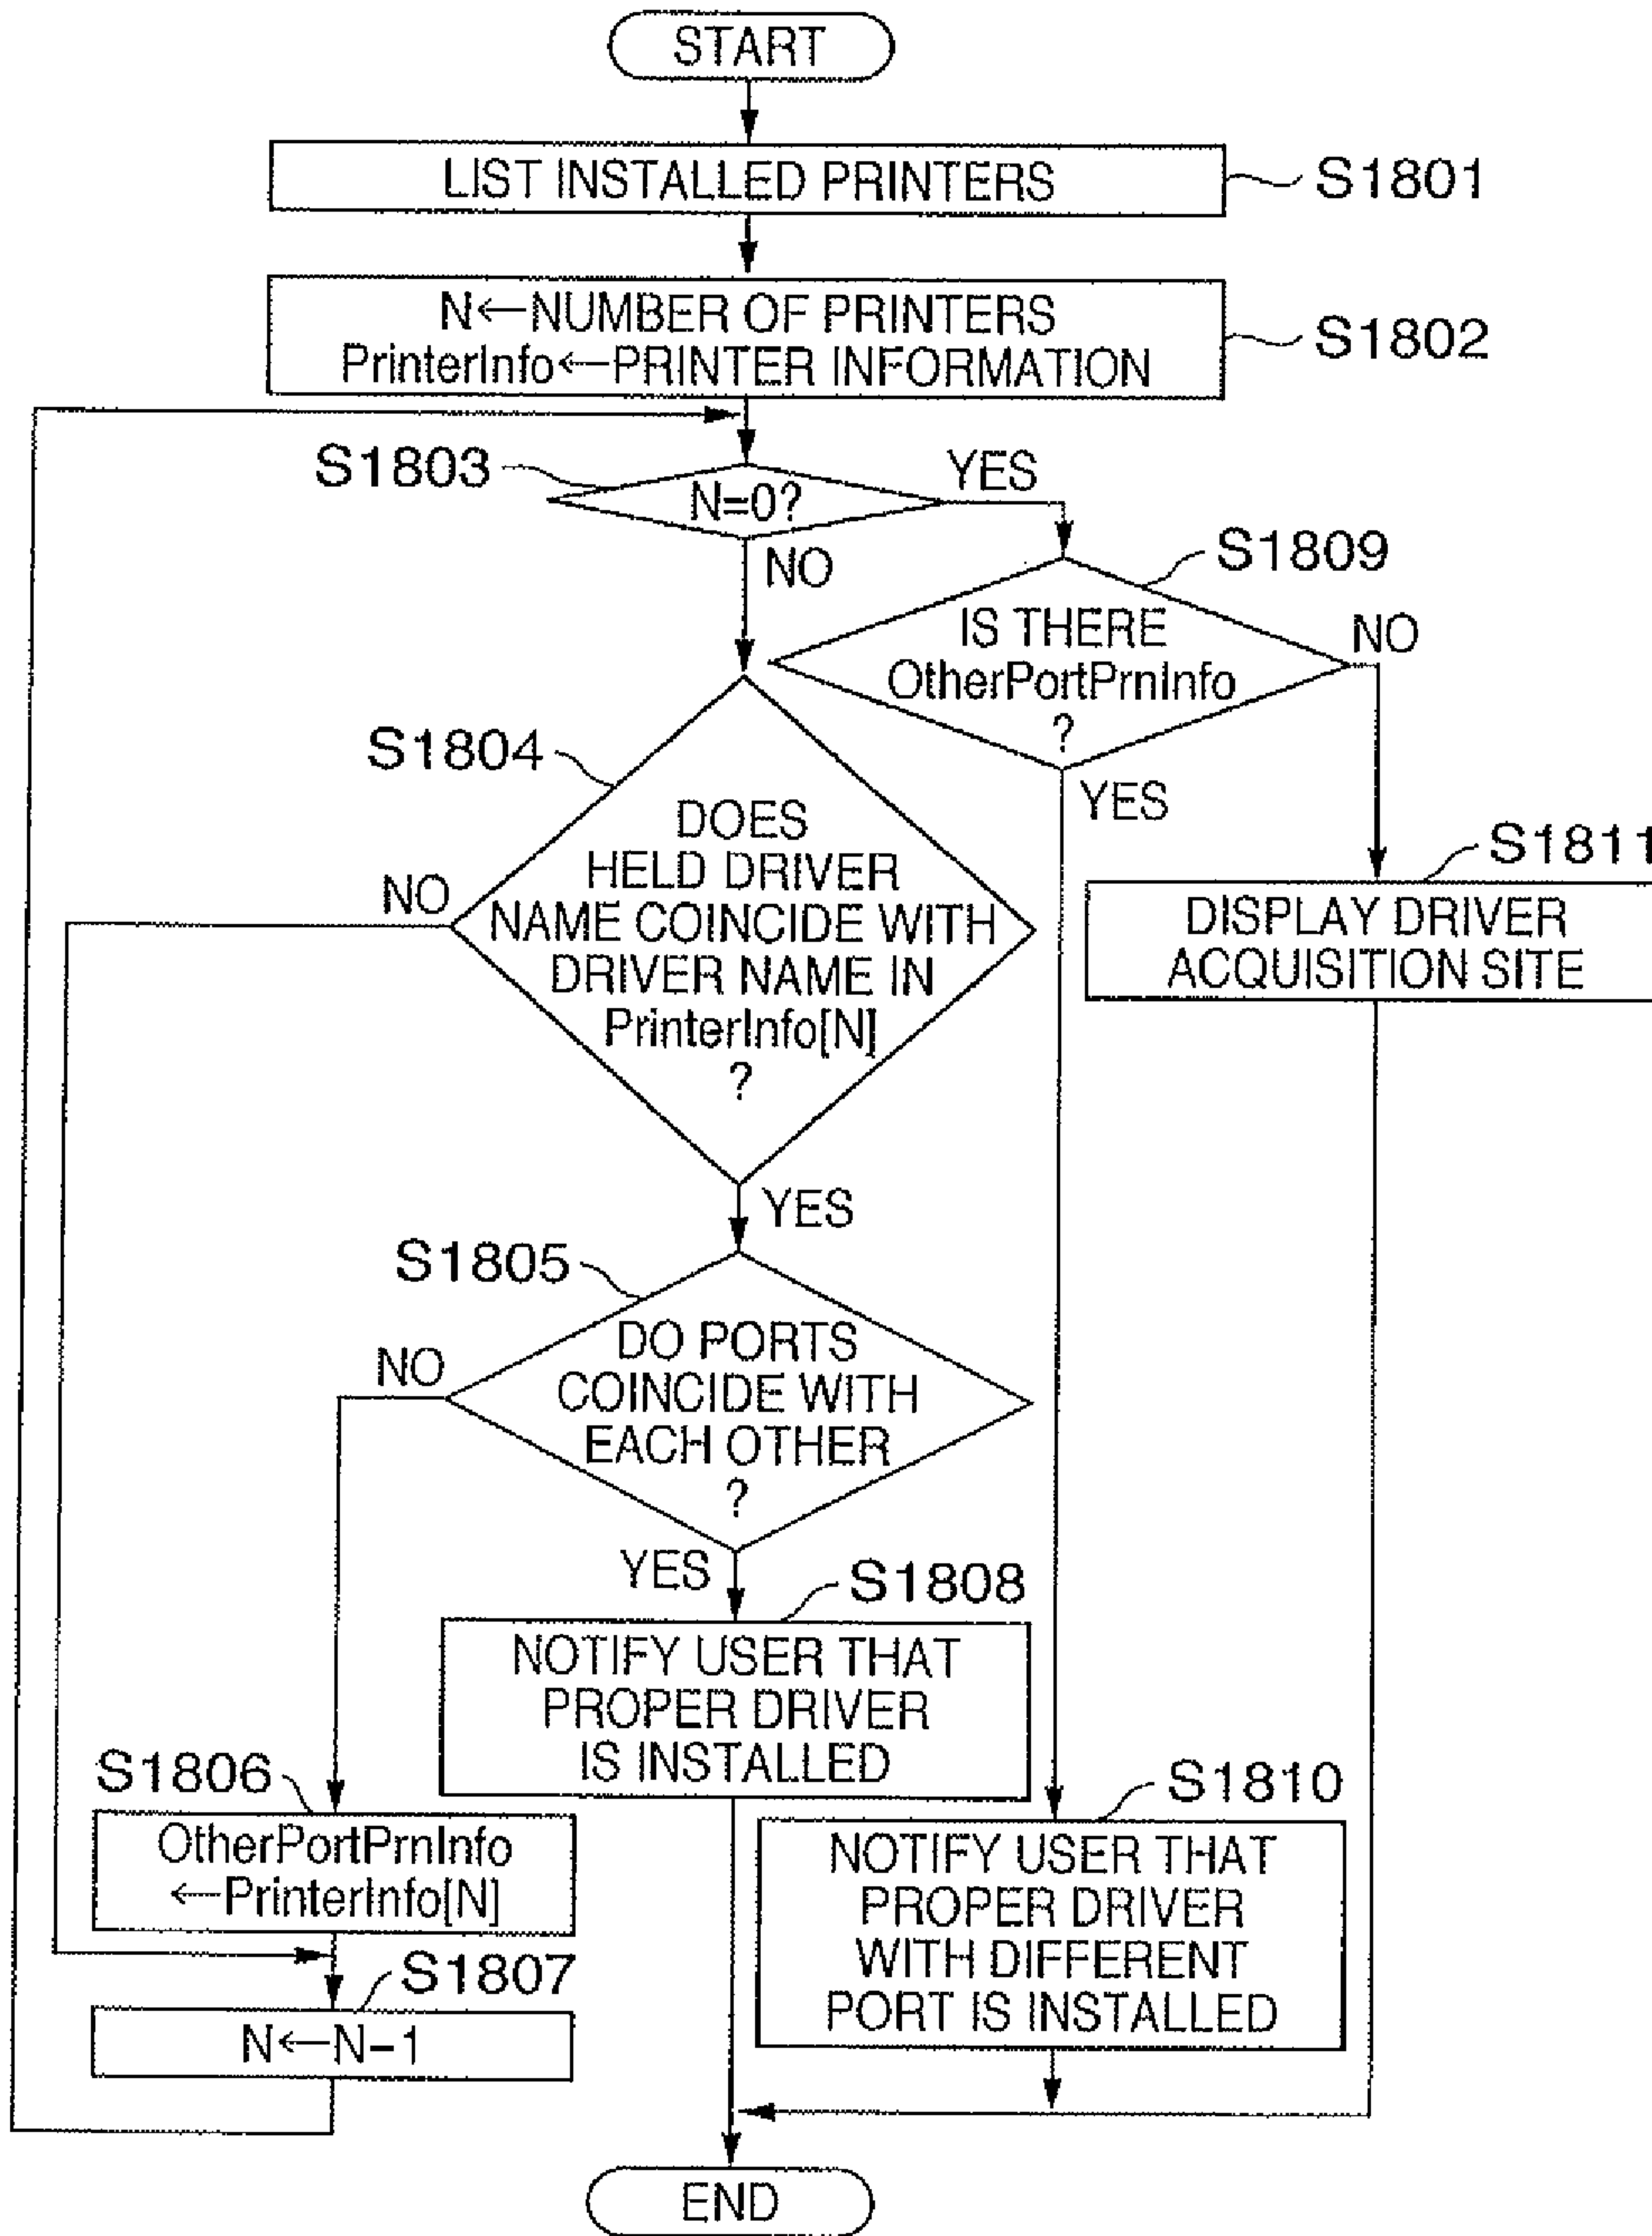 START
LIST INSTALLED PRINTERS
S1801
N←NUMBER OF PRINTERS
PrinterInfo←PRINTER INFORMATION
S1802
S1803
N=0?
YES
NO
S1809
IS THERE
OtherPortPrnInfo
?
NO
YES
S1804
DOES
HELD DRIVER
NAME COINCIDE WITH
DRIVER NAME IN
PrinterInfo[N]
?
NO
YES
S1811
DISPLAY DRIVER
ACQUISITION SITE
S1805
DO PORTS
COINCIDE WITH
EACH OTHER
?
NO
YES
S1808
NOTIFY USER THAT
PROPER DRIVER
IS INSTALLED
S1806
OtherPortPrnInfo
←PrinterInfo[N]
S1807
N←N−1
S1810
NOTIFY USER THAT
PROPER DRIVER
WITH DIFFERENT
PORT IS INSTALLED
END